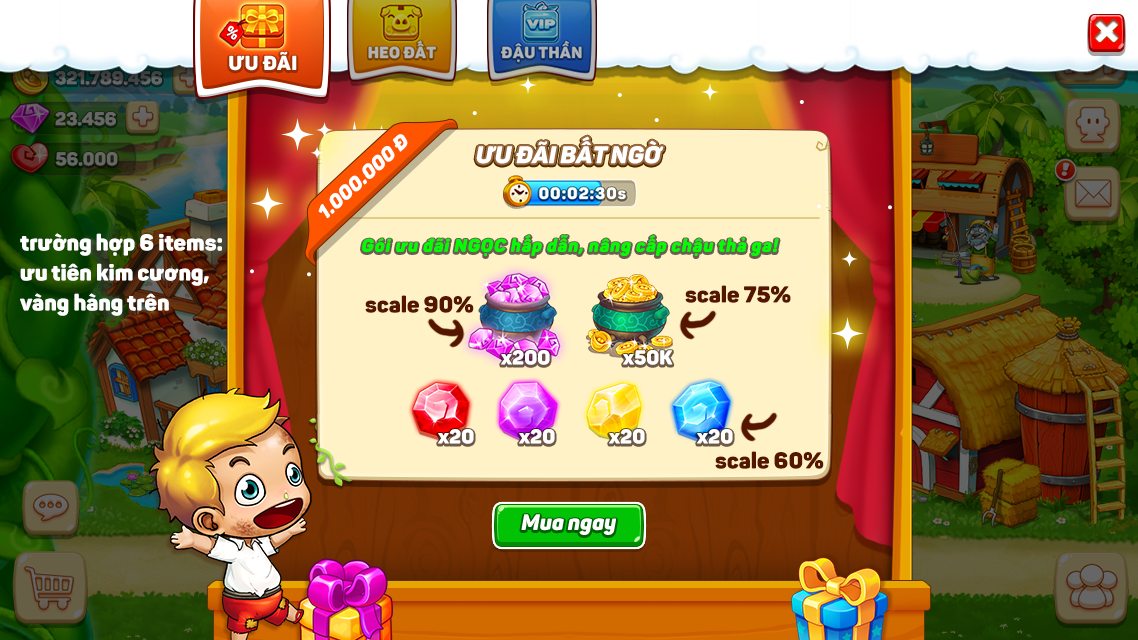 %
ƯU ĐÃI
HEO ĐẤT
VIP
ĐẬU THẦN
321.789.456
23.456
56.000
1.000.000 Đ
ƯU ĐÃI BẤT NGỜ
00:02:30s
Gói ưu đãi NGỌC hấp dẫn, nâng cấp chậu thả ga!
trường hợp 6 items:
ưu tiên kim cương,
vàng hàng trên
scale 90%
scale 75%
x200
x50K
x20
x20
x20
x20
scale 60%
Mua ngay